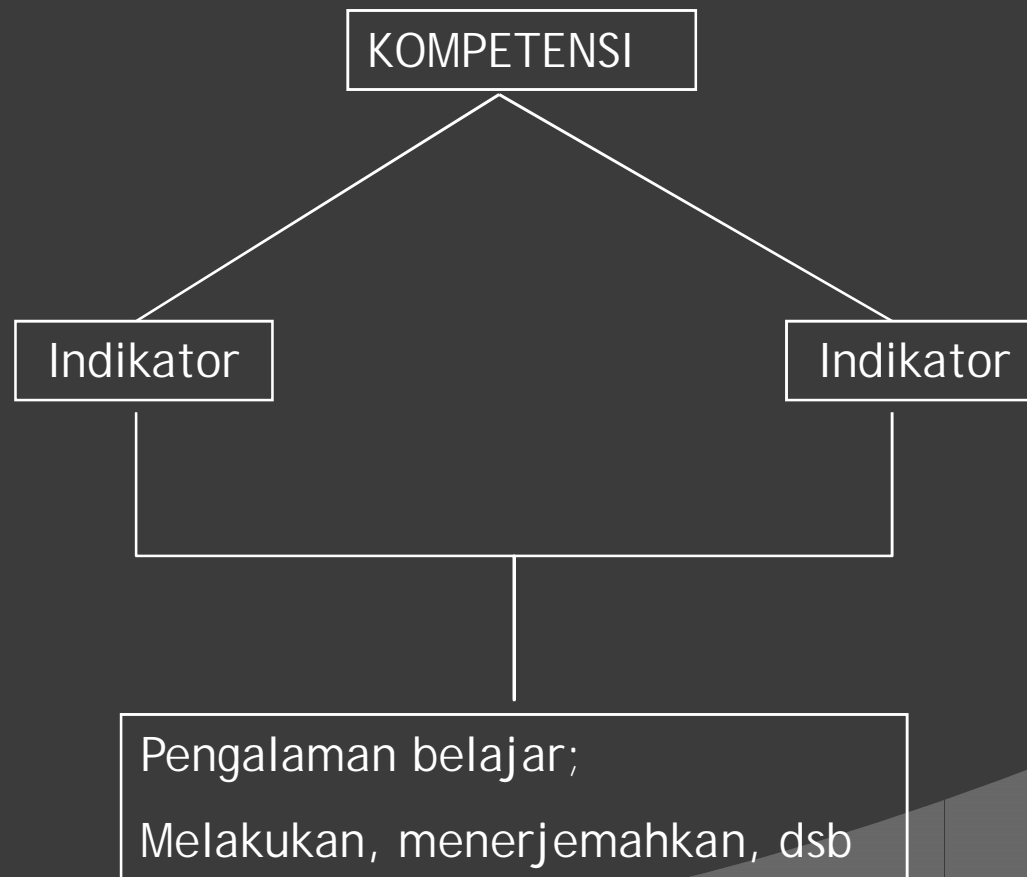 KOMPETENSI
Indikator
Indikator
Pengalaman belajar;
Melakukan, menerjemahkan, dsb